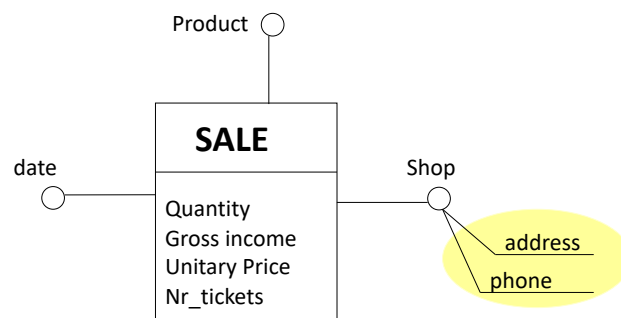 Product
SALE
date
Shop
Quantity
Gross income
Unitary Price
Nr_tickets
address
phone